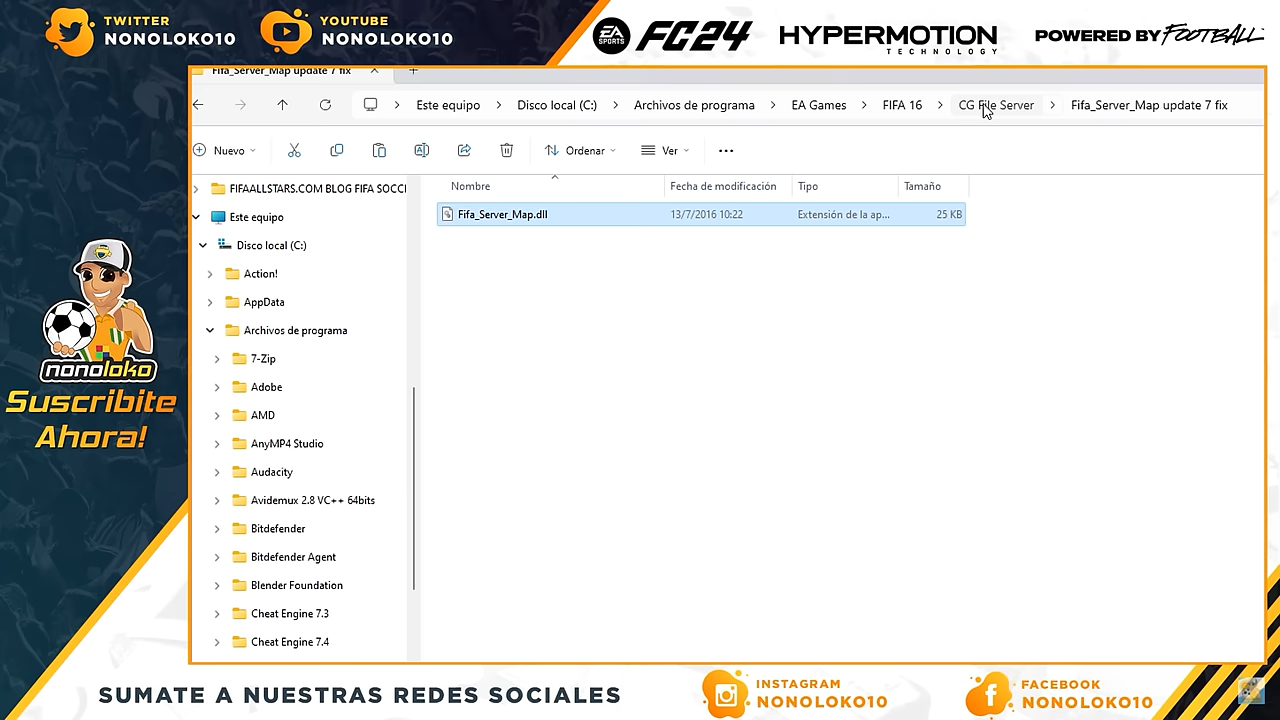 TWITTER
NONOLOKO10
YOUTUBE
NONOLOKO10
EA SPORTS FC24
HYPERMOTION
TECHNOLOGY
POWERED BY FOOTBALL
Fifa_Server_Map update 7 fix
Este equipo
Disco local (C:)
Archivos de programa
EA Games
FIFA 16
CG File Server
Fifa_Server_Map update 7 fix
Nuevo
Ordenar
Ver
Nombre
Fecha de modificación
Tipo
Tamaño
Fifa_Server_Map.dll
13/7/2016 10:22
Extensión de la ap...
25 KB
FIFAALLSTARS.COM BLOG FIFA SOCCI
Este equipo
Disco local (C:)
Action!
AppData
Archivos de programa
7-Zip
Adobe
AMD
AnyMP4 Studio
Audacity
Avidemux 2.8 VC++ 64bits
Bitdefender
Bitdefender Agent
Blender Foundation
Cheat Engine 7.3
Cheat Engine 7.4
nonoloko
Suscribite
Ahora!
SUMATE A NUESTRAS REDES SOCIALES
INSTAGRAM
NONOLOKO10
FACEBOOK
NONOLOKO10